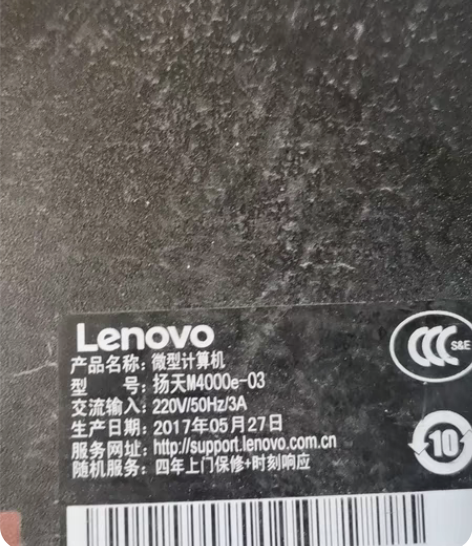 Lenovo
产品名称：微型计算机
型 号：扬天M4000e-03
交流输入：220V/50Hz/3A
生产日期：2017年05月27日
服务网址：http://support.lenovo.com.cn
随机服务：四年上门保修+时刻响应
CCC S&E
10